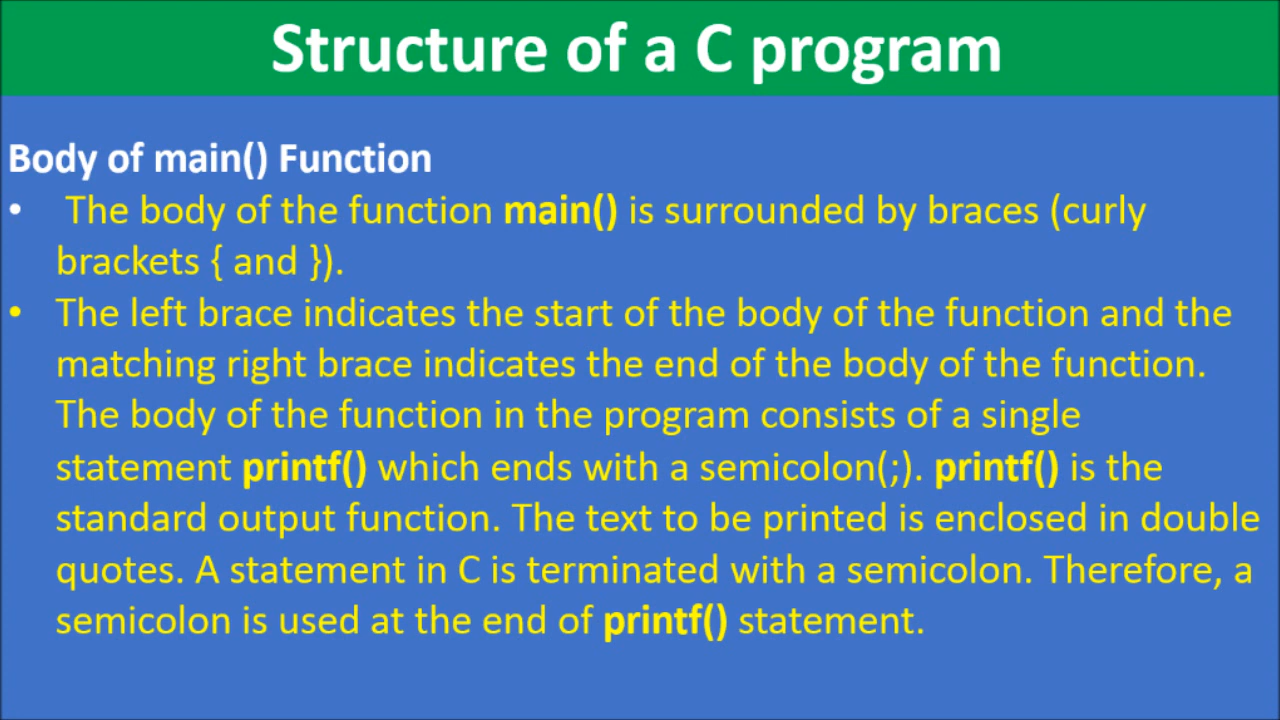 Structure of a C program
Body of main() Function
• The body of the function main() is surrounded by braces (curly
brackets { and }).
• The left brace indicates the start of the body of the function and the
matching right brace indicates the end of the body of the function.
The body of the function in the program consists of a single
statement printf() which ends with a semicolon(;). printf() is the
standard output function. The text to be printed is enclosed in double
quotes. A statement in C is terminated with a semicolon. Therefore, a
semicolon is used at the end of printf() statement.